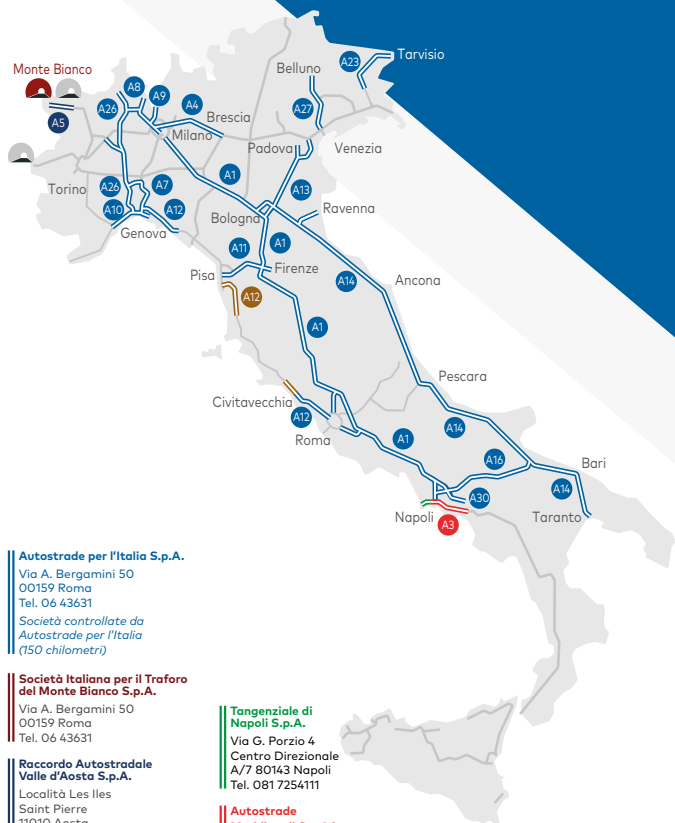 Tarvisio
A23
Belluno
Monte Bianco
A8
A9
A4
A26
A27
A5
Brescia
Milano
Padova
Venezia
A1
A13
Torino
A26
A7
A10
A12
Ravenna
Bologna
Genova
A11
A1
Pisa
Firenze
A14
Ancona
A12
A1
Pescara
Civitavecchia
A12
A14
Roma
A1
A16
Bari
A14
A30
Napoli
A3
Taranto
Autostrade per l'Italia S.p.A.
Via A. Bergamini 50
00159 Roma
Tel. 06 43631
Società controllate da
Autostrade per l'Italia
(150 chilometri)
Società Italiana per il Traforo
del Monte Bianco S.p.A.
Via A. Bergamini 50
00159 Roma
Tel. 06 43631
Raccordo Autostradale
Valle d'Aosta S.p.A.
Località Les Iles
Saint Pierre
11010 Aosta
Tangenziale di
Napoli S.p.A.
Via G. Porzio 4
Centro Direzionale
A/7 80143 Napoli
Tel. 081 7254111
Autostrade